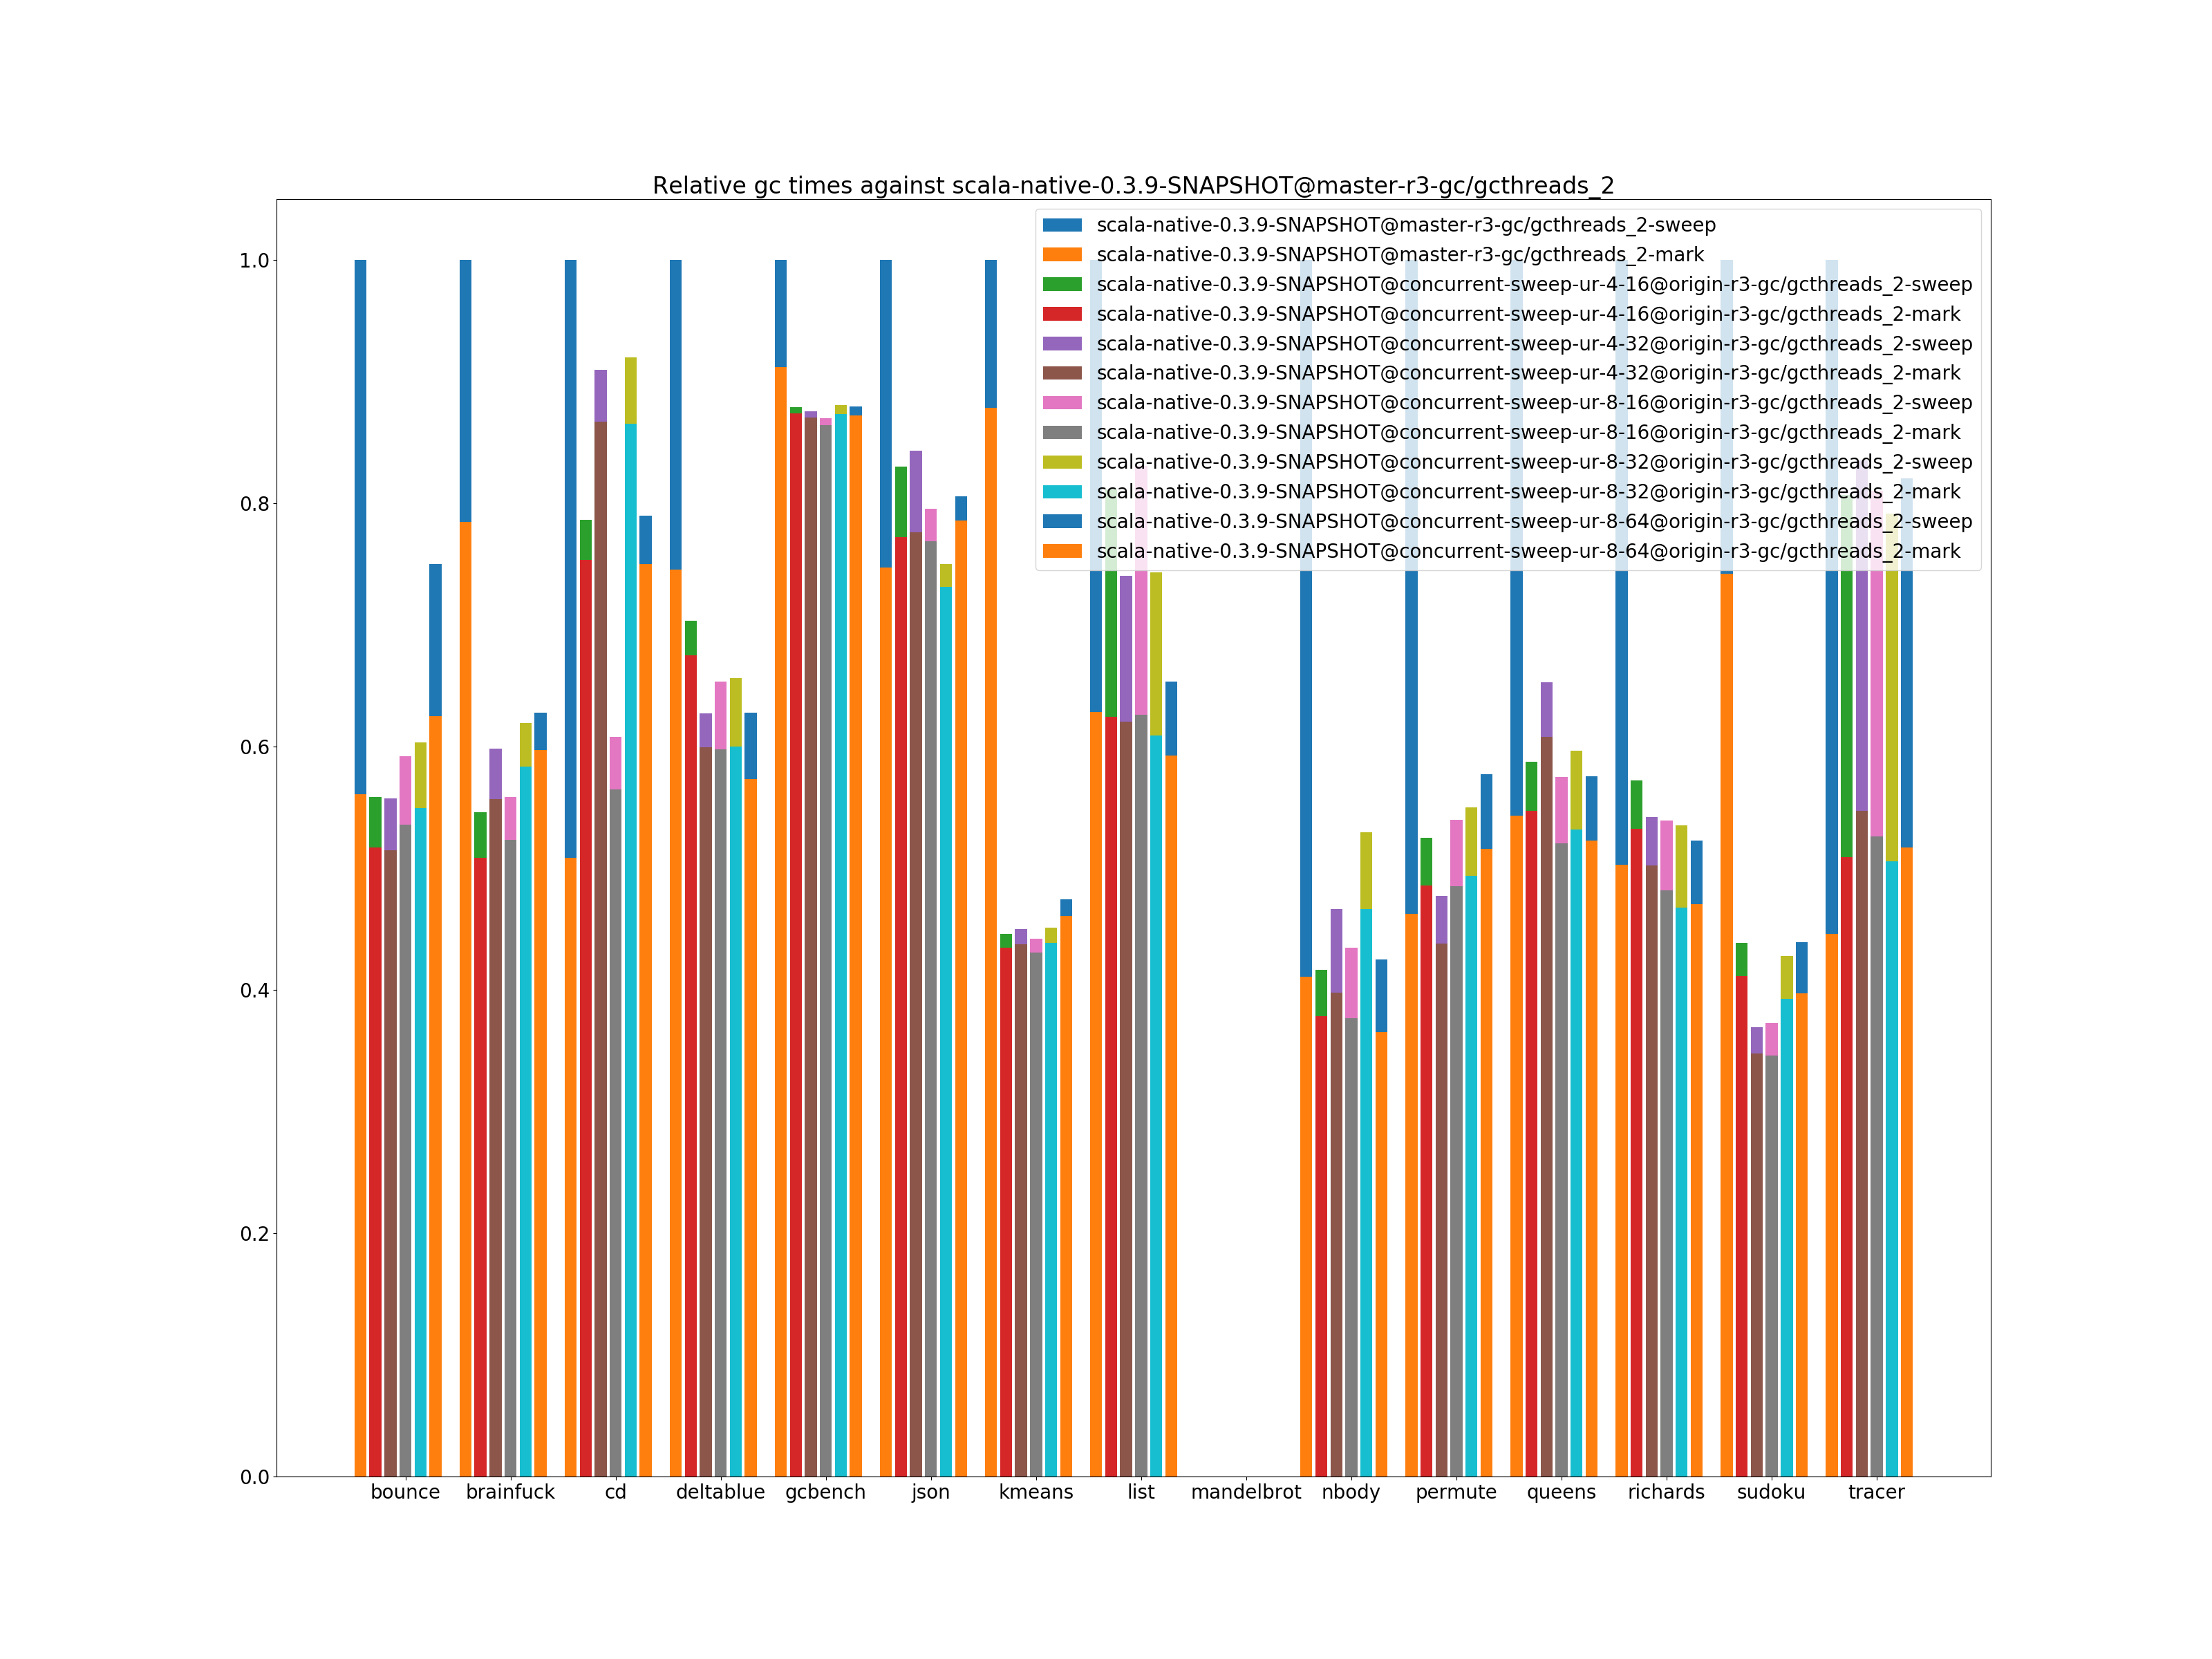 Relative gc times against scala-native-0.3.9-SNAPSHOT@master-r3-gc/gcthreads_2
scala-native-0.3.9-SNAPSHOT@master-r3-gc/gcthreads_2-sweep
scala-native-0.3.9-SNAPSHOT@master-r3-gc/gcthreads_2-mark
scala-native-0.3.9-SNAPSHOT@concurrent-sweep-ur-4-16@origin-r3-gc/gcthreads_2-sweep
scala-native-0.3.9-SNAPSHOT@concurrent-sweep-ur-4-16@origin-r3-gc/gcthreads_2-mark
scala-native-0.3.9-SNAPSHOT@concurrent-sweep-ur-4-32@origin-r3-gc/gcthreads_2-sweep
scala-native-0.3.9-SNAPSHOT@concurrent-sweep-ur-4-32@origin-r3-gc/gcthreads_2-mark
scala-native-0.3.9-SNAPSHOT@concurrent-sweep-ur-8-16@origin-r3-gc/gcthreads_2-sweep
scala-native-0.3.9-SNAPSHOT@concurrent-sweep-ur-8-16@origin-r3-gc/gcthreads_2-mark
scala-native-0.3.9-SNAPSHOT@concurrent-sweep-ur-8-32@origin-r3-gc/gcthreads_2-sweep
scala-native-0.3.9-SNAPSHOT@concurrent-sweep-ur-8-32@origin-r3-gc/gcthreads_2-mark
scala-native-0.3.9-SNAPSHOT@concurrent-sweep-ur-8-64@origin-r3-gc/gcthreads_2-sweep
scala-native-0.3.9-SNAPSHOT@concurrent-sweep-ur-8-64@origin-r3-gc/gcthreads_2-mark
1.0
0.8
0.6
0.4
0.2
0.0
bounce brainfuck cd deltablue gcbench json kmeans list mandelbrot nbody permute queens richards sudoku tracer